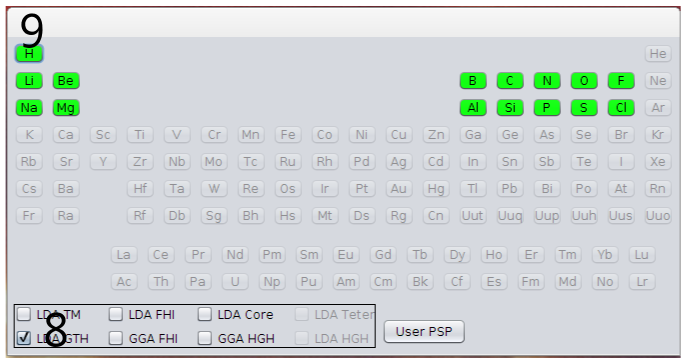 9
H He
Li Be B C N O F Ne
Na Mg Al Si P S Cl Ar
K Ca Sc Ti V Cr Mn Fe Co Ni Cu Zn Ga Ge As Se Br Kr
Rb Sr Y Zr Nb Mo Tc Ru Rh Pd Ag Cd In Sn Sb Te I Xe
Cs Ba Hf Ta W Re Os Ir Pt Au Hg Tl Pb Bi Po At Rn
Fr Ra Rf Db Sg Bh Hs Mt Ds Rg Cn Uut Uuq Uup Uuh Uus Uuo
La Ce Pr Nd Pm Sm Eu Gd Tb Dy Ho Er Tm Yb Lu
Ac Th Pa U Np Pu Am Cm Bk Cf Es Fm Md No Lr
LDA TM LDA FHI LDA Core LDA Teter
8
LDA GTH GGA FHI GGA HGH LDA HGH
User PSP